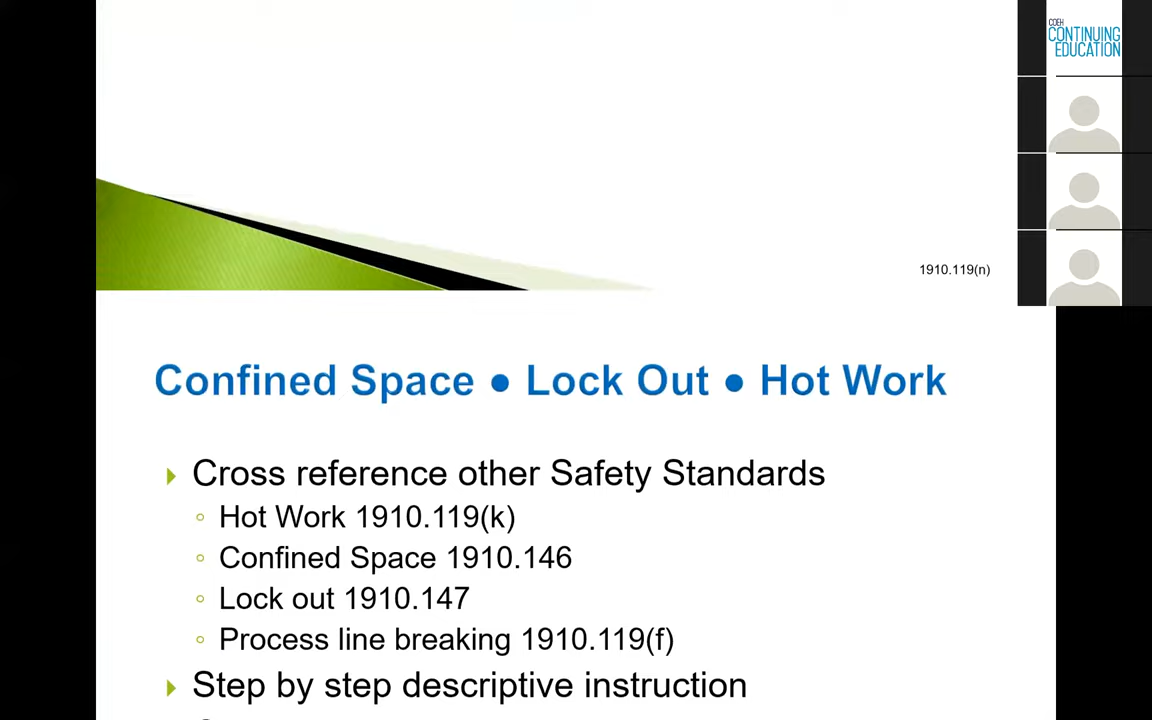 COEH
CONTINUING
EDUCATION
1910.119(n)
Confined Space ● Lock Out ● Hot Work
Cross reference other Safety Standards
Hot Work 1910.119(k)
Confined Space 1910.146
Lock out 1910.147
Process line breaking 1910.119(f)
Step by step descriptive instruction